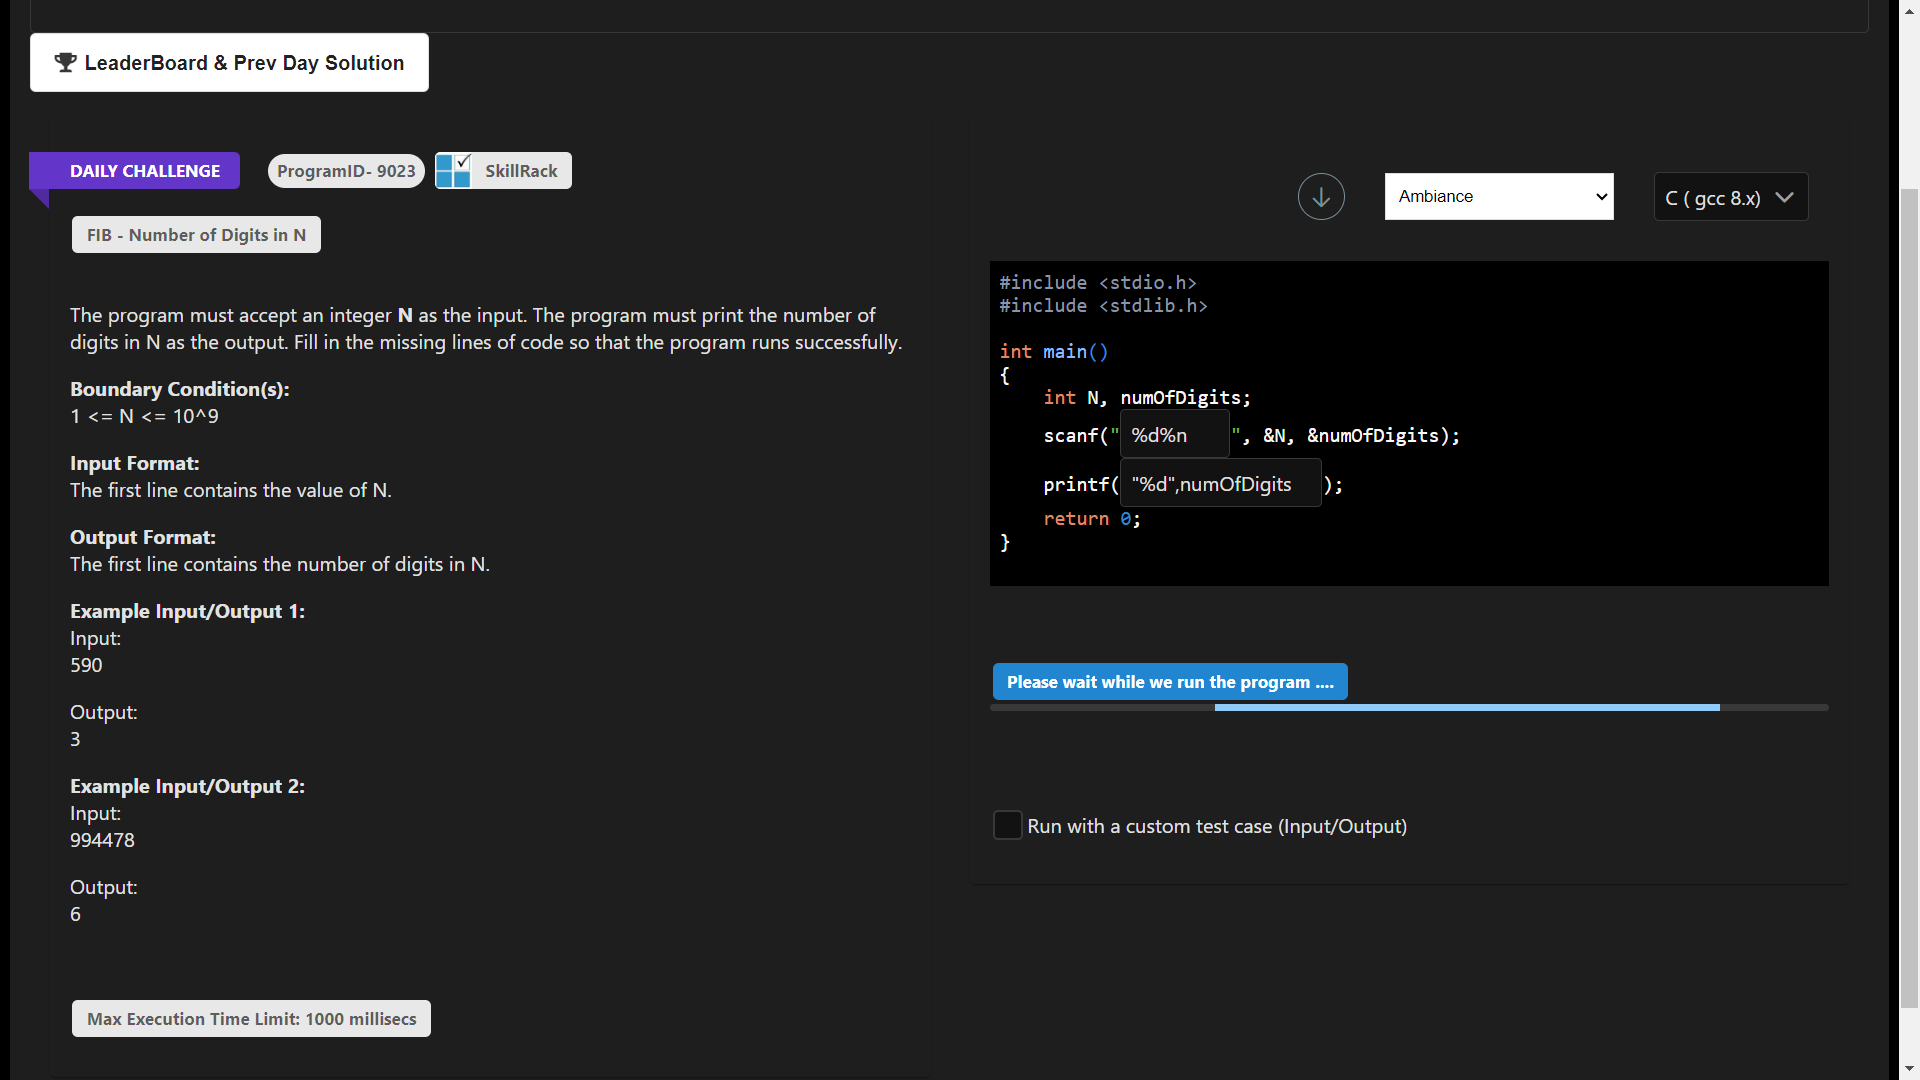 LeaderBoard & Prev Day Solution
DAILY CHALLENGE
ProgramID- 9023
SkillRack
FIB - Number of Digits in N
The program must accept an integer N as the input. The program must print the number of
digits in N as the output. Fill in the missing lines of code so that the program runs successfully.
Boundary Condition(s):
1 <= N <= 10^9
Input Format:
The first line contains the value of N.
Output Format:
The first line contains the number of digits in N.
Example Input/Output 1:
Input:
590
Output:
3
Example Input/Output 2:
Input:
994478
Output:
6
Max Execution Time Limit: 1000 millisecs
Ambiance
C ( gcc 8.x)
#include <stdio.h>
#include <stdlib.h>
int main()
{
int N, numOfDigits;
scanf("%d%n", &N, &numOfDigits);
printf("%d",numOfDigits);
return 0;
}
Please wait while we run the program ....
Run with a custom test case (Input/Output)